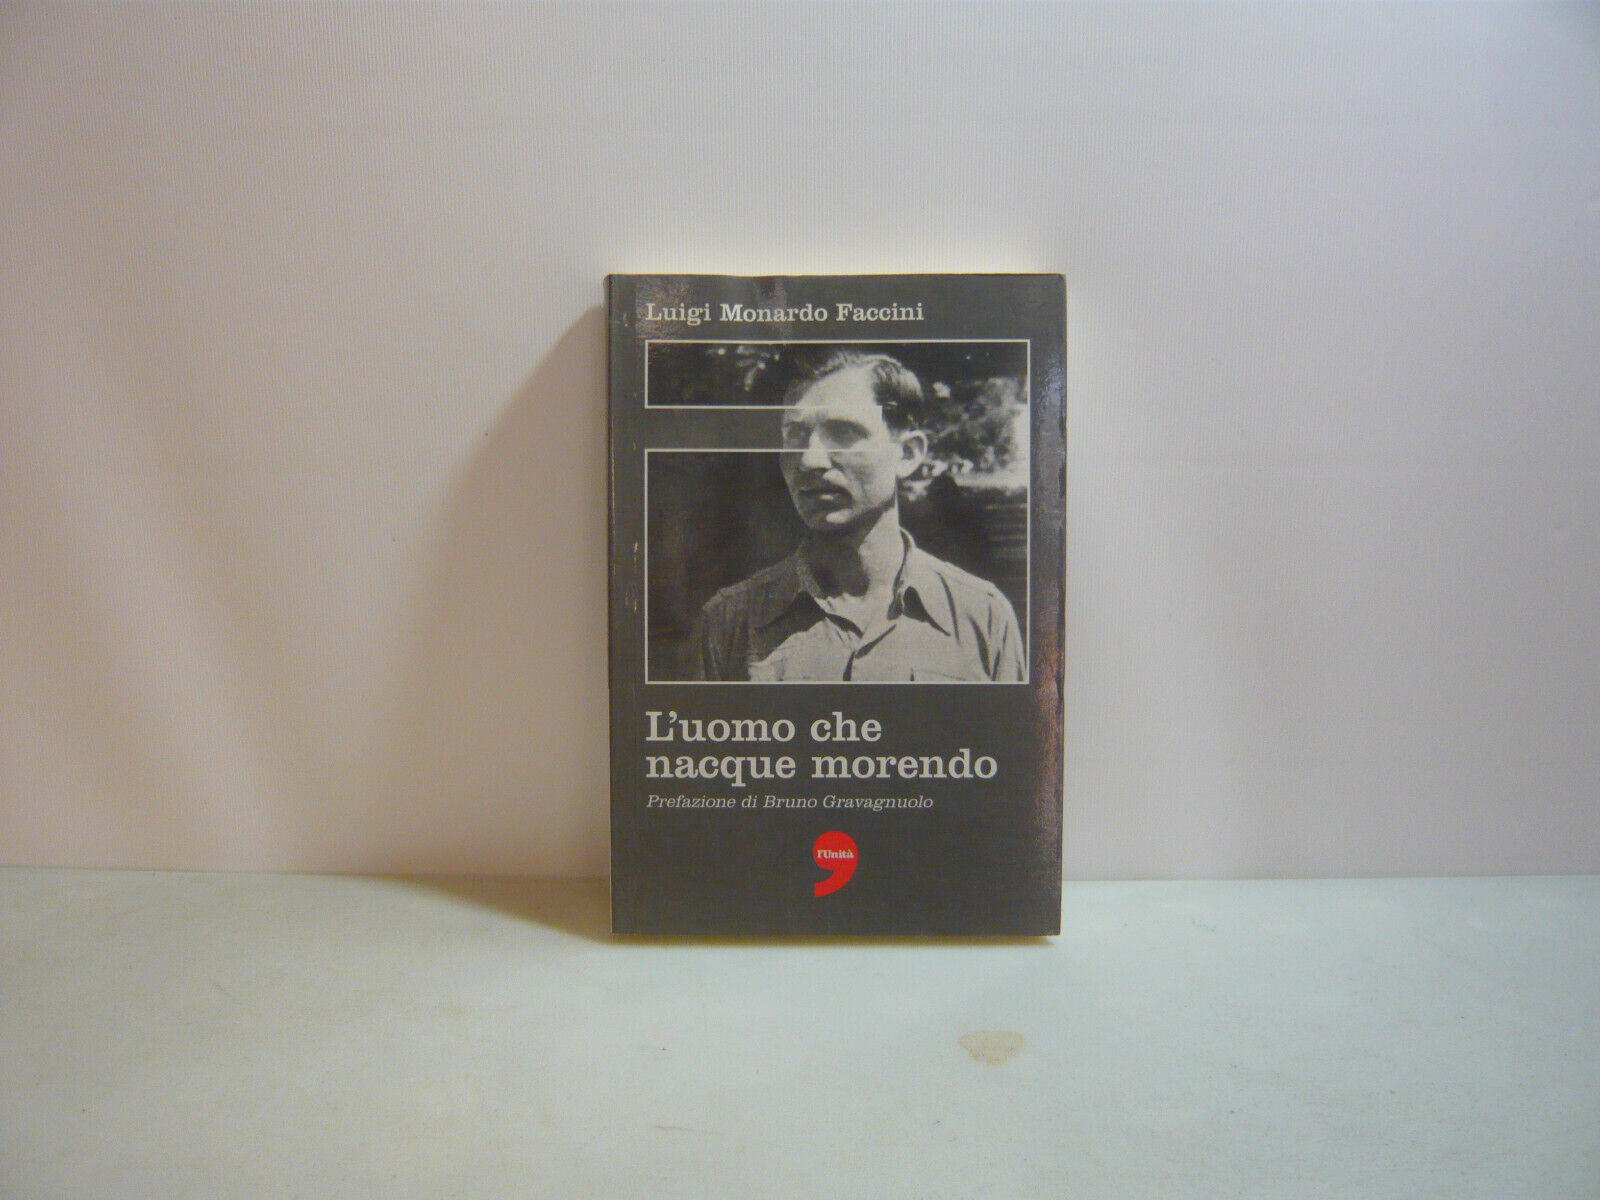 Luigi Monardo Faccini
L'uomo che
nacque morendo
Prefazione di Bruno Gravagnuolo
l'Unità